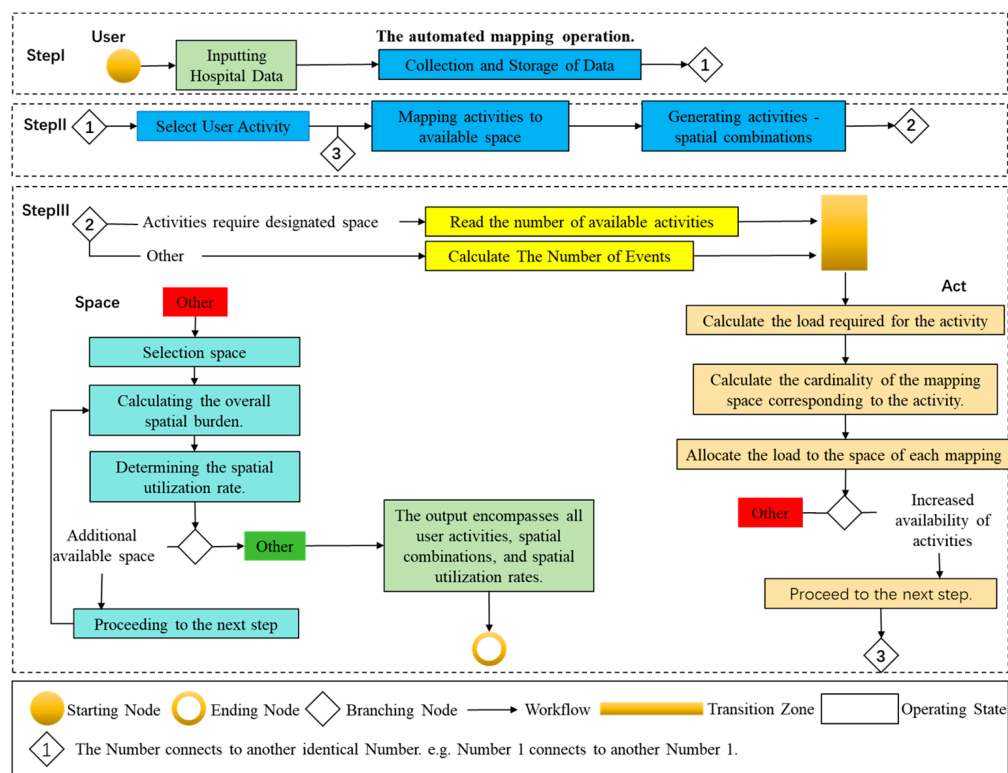 User
The automated mapping operation.
StepI
Inputting
Hospital Data
Collection and Storage of Data
1
StepII
1
Select User Activity
3
Mapping activities to
available space
Generating activities -
spatial combinations
2
StepIII
2
Activities require designated space
Read the number of available activities
Other
Calculate The Number of Events
Space
Other
Selection space
Calculating the overall
spatial burden.
Determining the spatial
utilization rate.
Additional
available space
Other
Proceeding to the next step
The output encompasses all
user activities, spatial
combinations, and spatial
utilization rates.
Act
Calculate the load required for the activity
Calculate the cardinality of the mapping
space corresponding to the activity.
Allocate the load to the space of each mapping
Other
Increased
availability of
activities
Proceed to the next step.
3
Starting Node
Ending Node
Branching Node
Workflow
Transition Zone
Operating State
1
The Number connects to another identical Number. e.g. Number 1 connects to another Number 1.